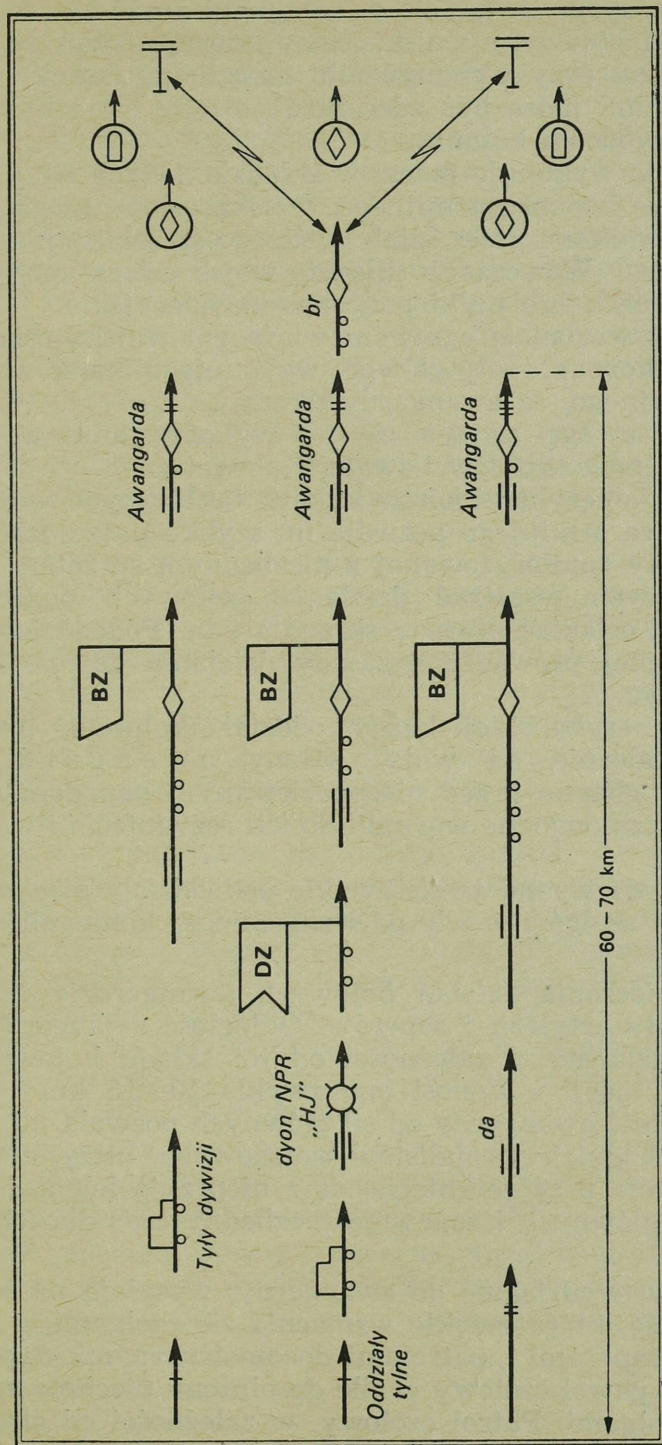 br
Awangarda
Awangarda
Awangarda
BZ
BZ
BZ
DZ
dyon NPR
„HJ"
da
Tyły dywizji
Oddziały
tylne
60–70 km